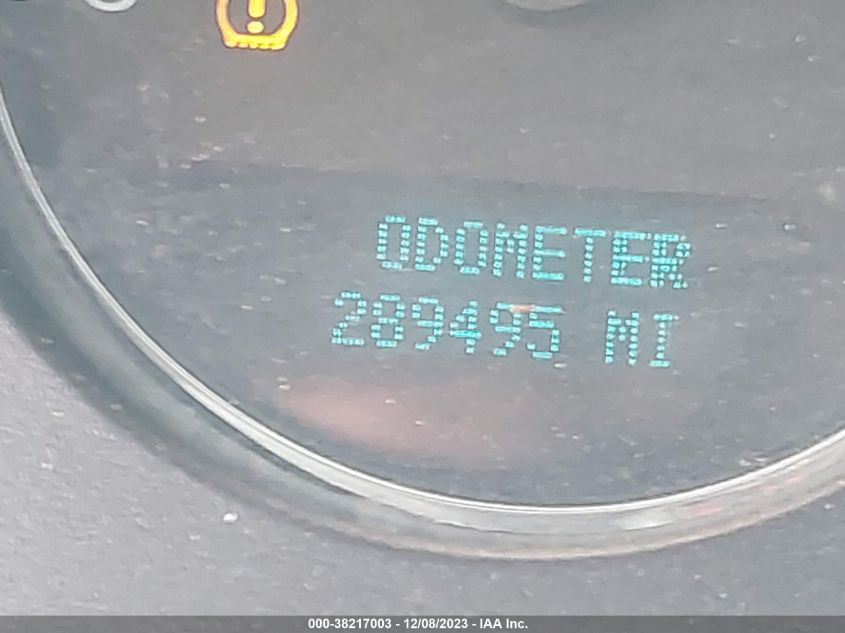 ODOMETER
289495 MI
000-38217003 - 12/08/2023 - IAA Inc.